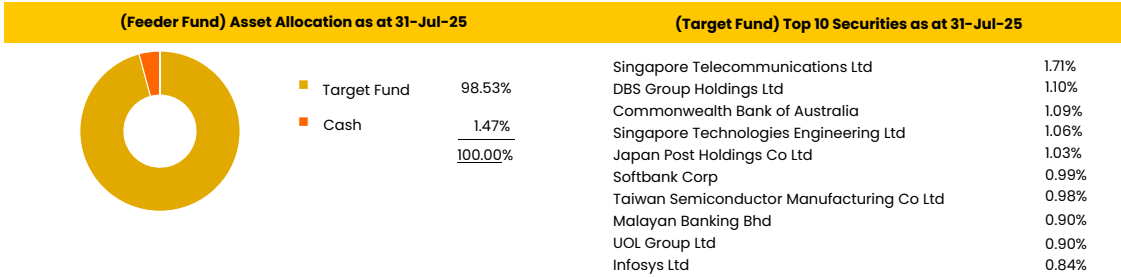 (Feeder Fund) Asset Allocation as at 31-Jul-25
Target Fund 98.53%
Cash 1.47%
100.00%
(Target Fund) Top 10 Securities as at 31-Jul-25
Singapore Telecommunications Ltd 1.71%
DBS Group Holdings Ltd 1.10%
Commonwealth Bank of Australia 1.09%
Singapore Technologies Engineering Ltd 1.06%
Japan Post Holdings Co Ltd 1.03%
Softbank Corp 0.99%
Taiwan Semiconductor Manufacturing Co Ltd 0.98%
Malayan Banking Bhd 0.90%
UOL Group Ltd 0.90%
Infosys Ltd 0.84%